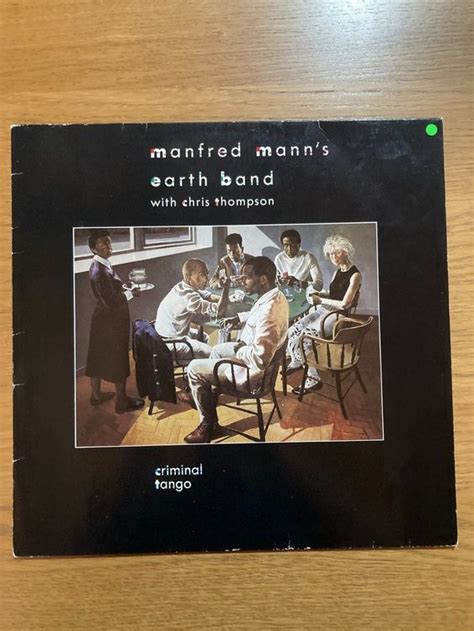 manfred mann's
earth band
with chris thompson
criminal
tango